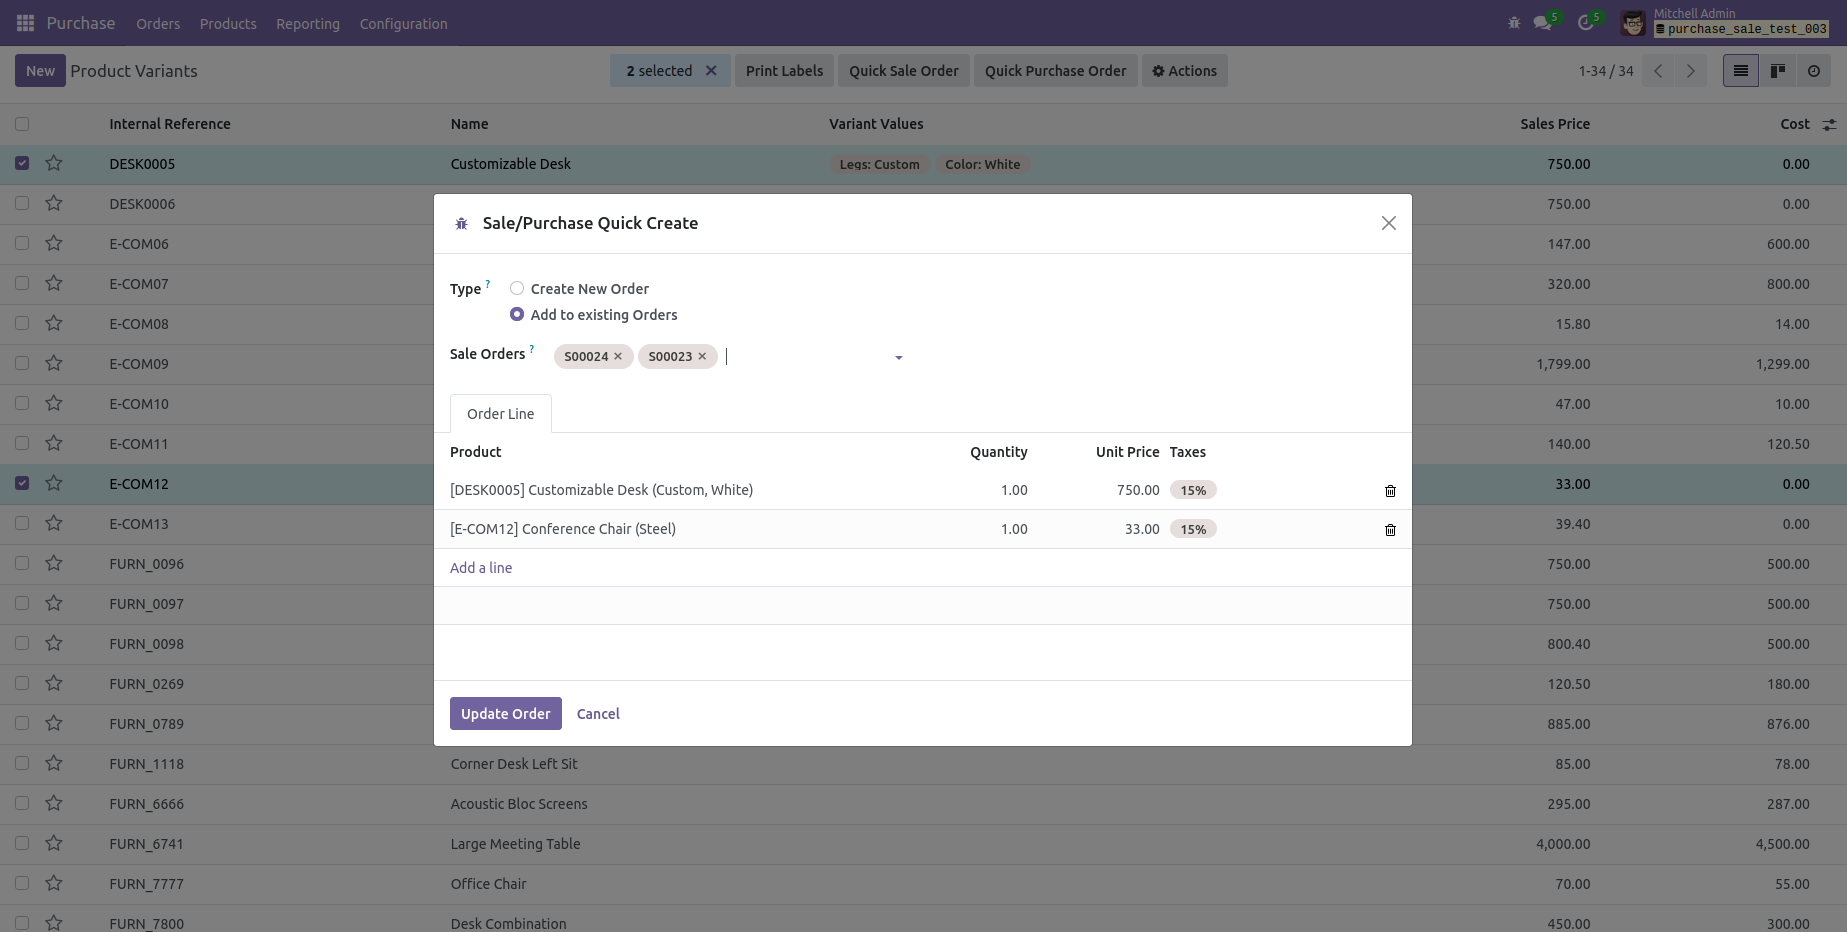 Purchase Orders Products Reporting Configuration 5 5 Mitchell Admin
purchase_sale_test_003
New Product Variants 2 selected Print Labels Quick Sale Order Quick Purchase Order Actions 1-34 / 34
Internal Reference Name Variant Values Sales Price Cost
DESK0005 Customizable Desk Legs: Custom Color: White 750.00 0.00
DESK0006 750.00 0.00
E-COM06 147.00 600.00
E-COM07 320.00 800.00
E-COM08 15.80 14.00
E-COM09 1,799.00 1,299.00
E-COM10 47.00 10.00
E-COM11 140.00 120.50
E-COM12 33.00 0.00
E-COM13 39.40 0.00
FURN_0096 750.00 500.00
FURN_0097 750.00 500.00
FURN_0098 800.40 500.00
FURN_0269 120.50 180.00
FURN_0789 885.00 876.00
FURN_1118 Corner Desk Left Sit 85.00 78.00
FURN_6666 Acoustic Bloc Screens 295.00 287.00
FURN_6741 Large Meeting Table 4,000.00 4,500.00
FURN_7777 Office Chair 70.00 55.00
FURN_7800 Desk Combination 450.00 300.00
Sale/Purchase Quick Create
Type ? Create New Order
Add to existing Orders
Sale Orders ? S00024 × S00023 ×
Order Line
Product Quantity Unit Price Taxes
[DESK0005] Customizable Desk (Custom, White) 1.00 750.00 15%
[E-COM12] Conference Chair (Steel) 1.00 33.00 15%
Add a line
Update Order Cancel